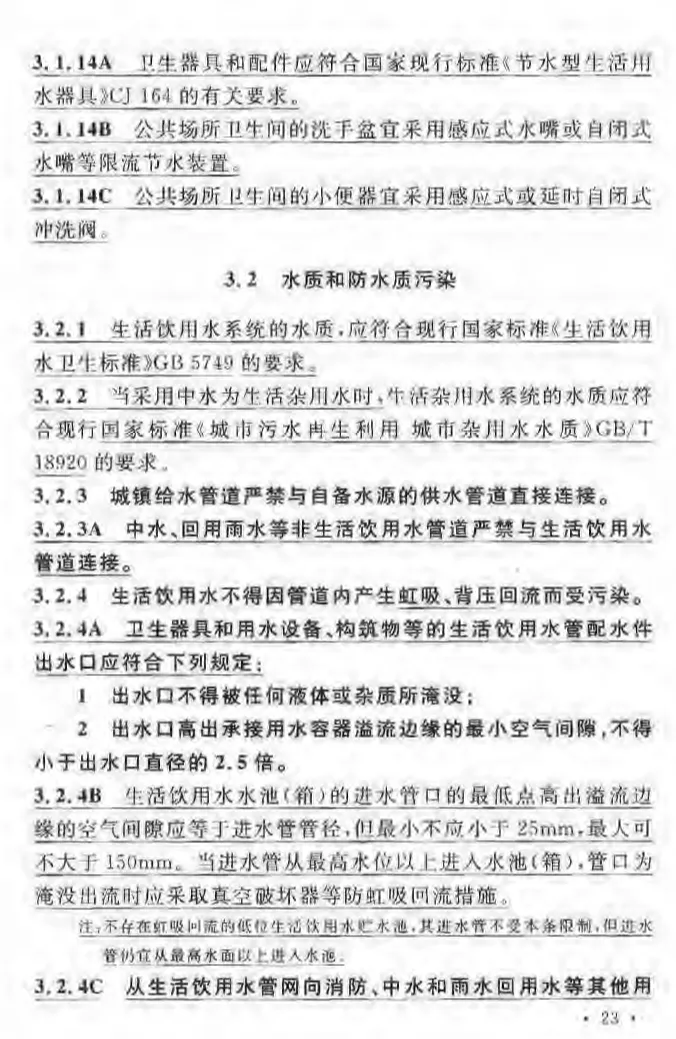 3.1.14A 卫生器具和配件应符合国家现行标准《节水型生活用
水器具》CJ 164 的有关要求。
3.1.14B 公共场所卫生间的洗手盆宜采用感应式水嘴或自闭式
水嘴等限流节水装置。
3.1.14C 公共场所卫生间的小便器宜采用感应式或延时自闭式
冲洗阀。
3.2 水质和防水质污染
3.2.1 生活饮用水系统的水质,应符合现行国家标准《生活饮用
水卫生标准》GB 5749 的要求。
3.2.2 当采用中水为生活杂用水时,生活杂用水系统的水质应符
合现行国家标准《城市污水再生利用 城市杂用水水质》GB/T
18920 的要求。
3.2.3 城镇给水管道严禁与自备水源的供水管道直接连接。
3.2.3A 中水、回用雨水等非生活饮用水管道严禁与生活饮用水
管道连接。
3.2.4 生活饮用水不得因管道内产生虹吸、背压回流而受污染。
3.2.4A 卫生器具和用水设备、构筑物等的生活饮用水管配水件
出水口应符合下列规定:
1 出水口不得被任何液体或杂质所淹没;
2 出水口高出承接用水容器溢流边缘的最小空气间隙,不得
小于出水口直径的 2.5 倍。
3.2.4B 生活饮用水水池(箱)的进水管口的最低点高出溢流边
缘的空气间隙应等于进水管管径,但最小不应小于 25mm,最大可
不大于 150mm。当进水管从最高水位以上进入水池(箱),管口为
淹没出流时应采取真空破坏器等防虹吸回流措施。
注:不存在虹吸回流的低位生活饮用水贮水池,其进水管不受本条限制,但进水
管仍宜从最高水面以上进入水池。
3.2.4C 从生活饮用水管网向消防、中水和雨水回用水等其他用
· 23 ·